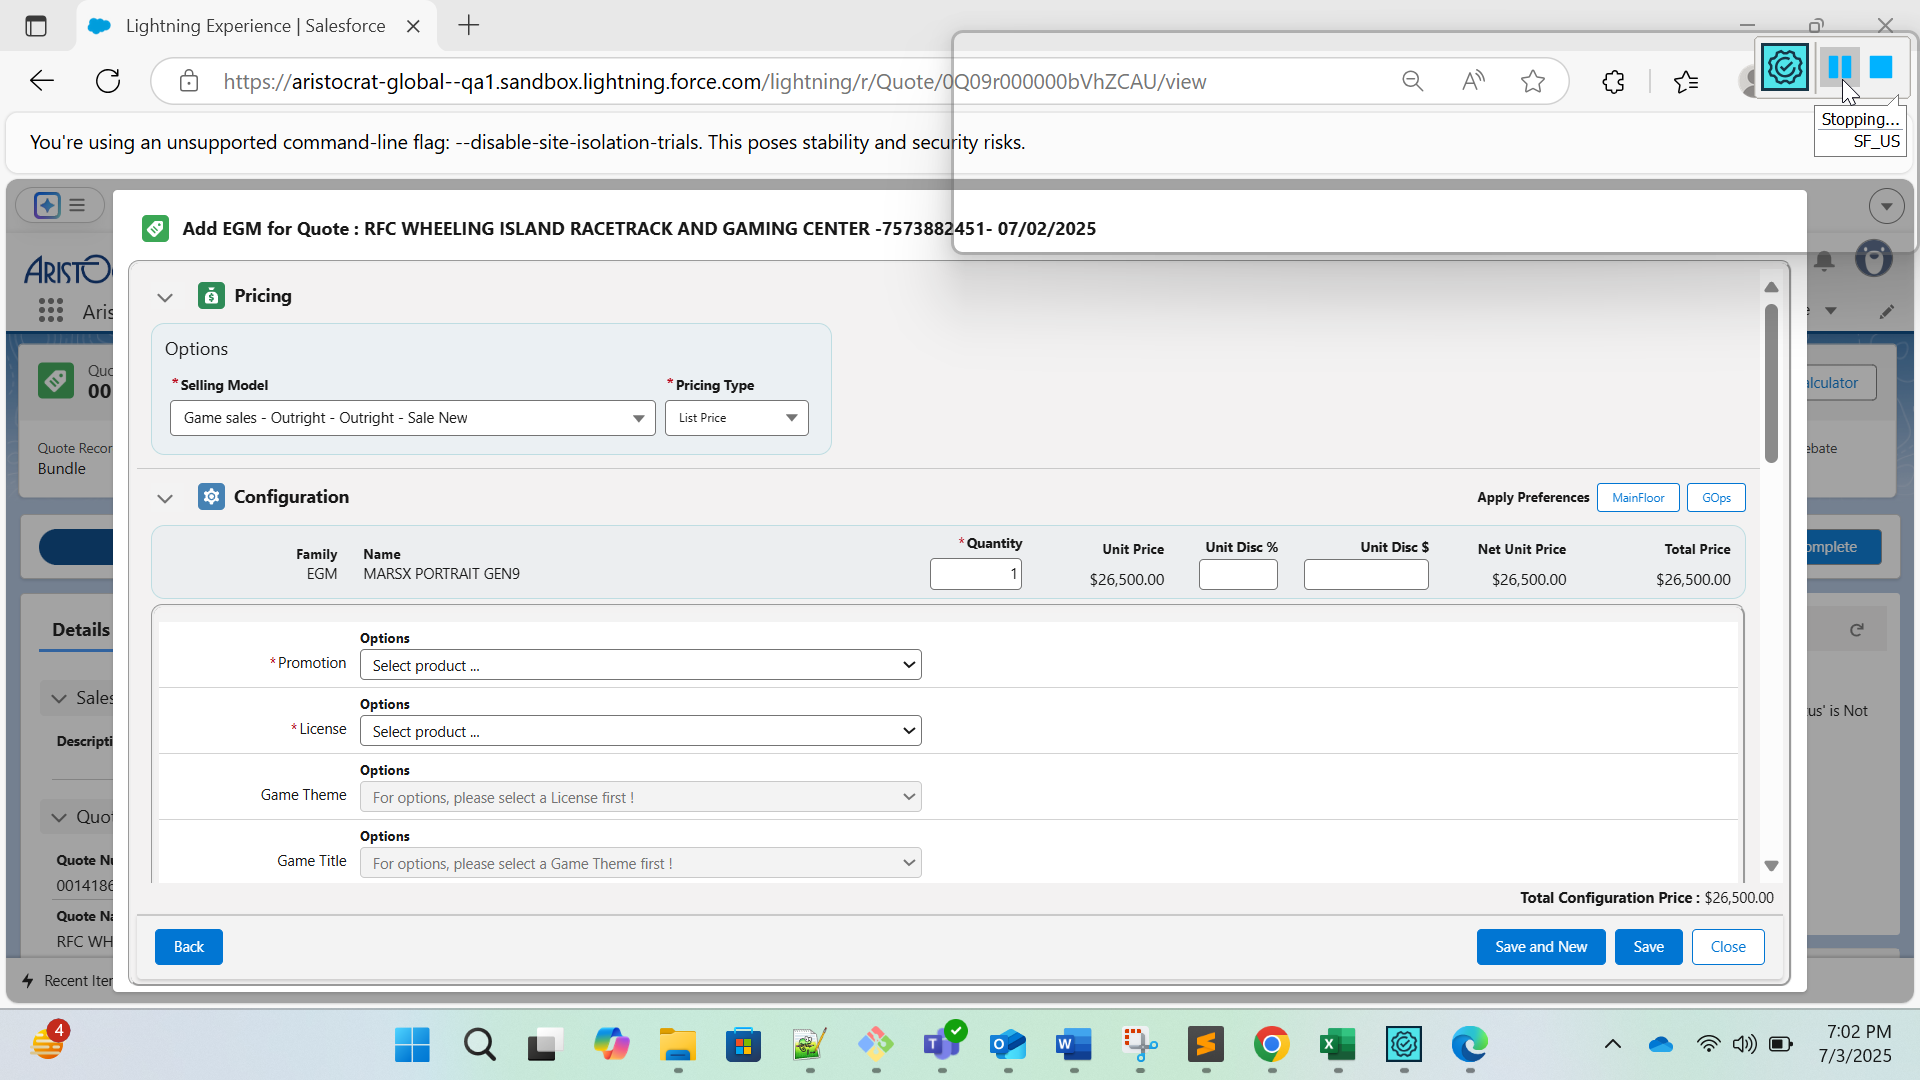 Lightning Experience | Salesforce
https://aristocrat-global--qa1.sandbox.lightning.force.com/lightning/r/Quote/0Q09r000000bVhZCAU/view
Stopping...
SF_US
You're using an unsupported command-line flag: --disable-site-isolation-trials. This poses stability and security risks.
Add EGM for Quote : RFC WHEELING ISLAND RACETRACK AND GAMING CENTER -7573882451- 07/02/2025
ARISTOC
Aris
Pricing
Options
*Selling Model
*Pricing Type
Game sales - Outright - Outright - Sale New
List Price
Quo
00
alculator
Quote Recor
Bundle
ebate
Configuration
Apply Preferences
MainFloor
GOps
Family
Name
*Quantity
Unit Price
Unit Disc %
Unit Disc $
Net Unit Price
Total Price
EGM
MARSX PORTRAIT GEN9
1
$26,500.00
$26,500.00
$26,500.00
omplete
Details
Options
*Promotion
Select product ...
Options
*License
Select product ...
Options
Game Theme
For options, please select a License first !
Options
Game Title
For options, please select a Game Theme first !
Sales
us' is Not
Descripti
Quot
Quote Nu
0014186
Quote Na
RFC WH
Total Configuration Price : $26,500.00
Back
Save and New
Save
Close
Recent Iter
4
7:02 PM
7/3/2025